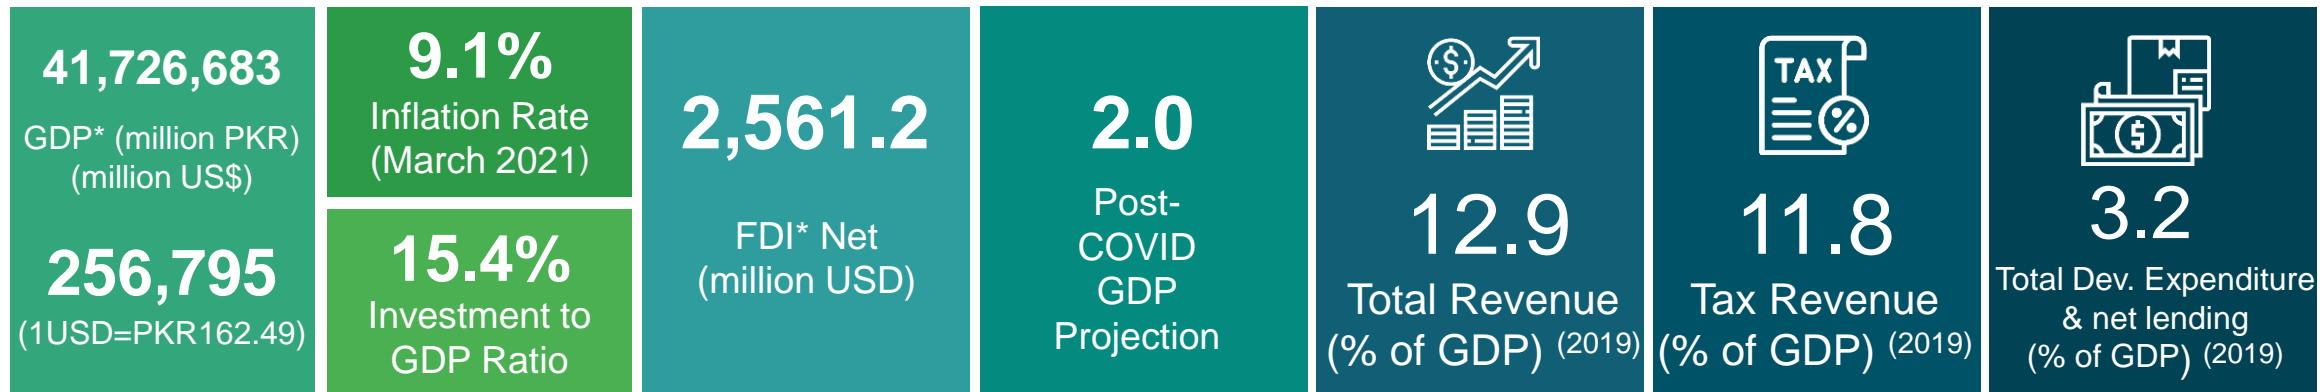 41,726,683
GDP* (million PKR)
(million US$)
256,795
(1USD=PKR162.49)
9.1%
Inflation Rate
(March 2021)
15.4%
Investment to
GDP Ratio
2,561.2
FDI* Net
(million USD)
2.0
Post-
COVID
GDP
Projection
$
12.9
Total Revenue
(% of GDP) (2019)
TAX
%
11.8
Tax Revenue
(% of GDP) (2019)
$
3.2
Total Dev. Expenditure
& net lending
(% of GDP) (2019)